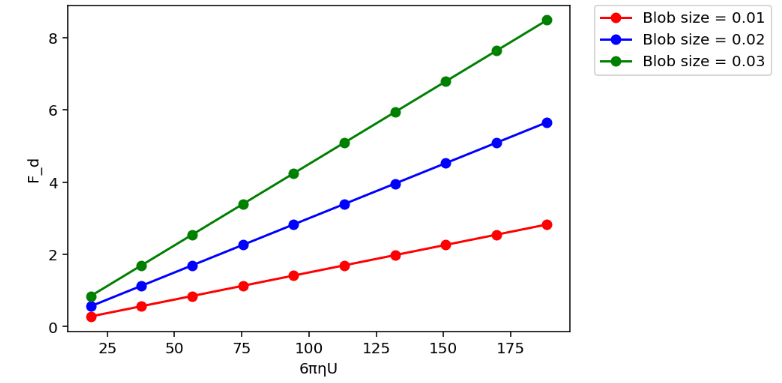 Blob size = 0.01
Blob size = 0.02
Blob size = 0.03
8
6
4
2
0
F_d
25 50 75 100 125 150 175
6πηU